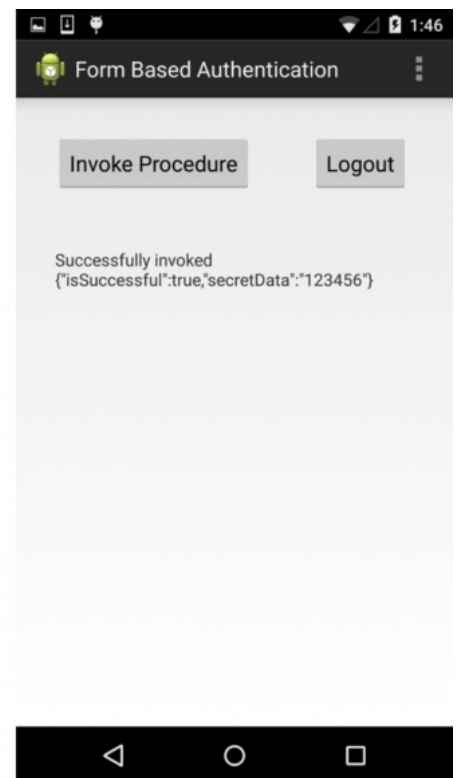 1:46
Form Based Authentication
Invoke Procedure
Logout
Successfully invoked
{"isSuccessful":true,"secretData":"123456"}